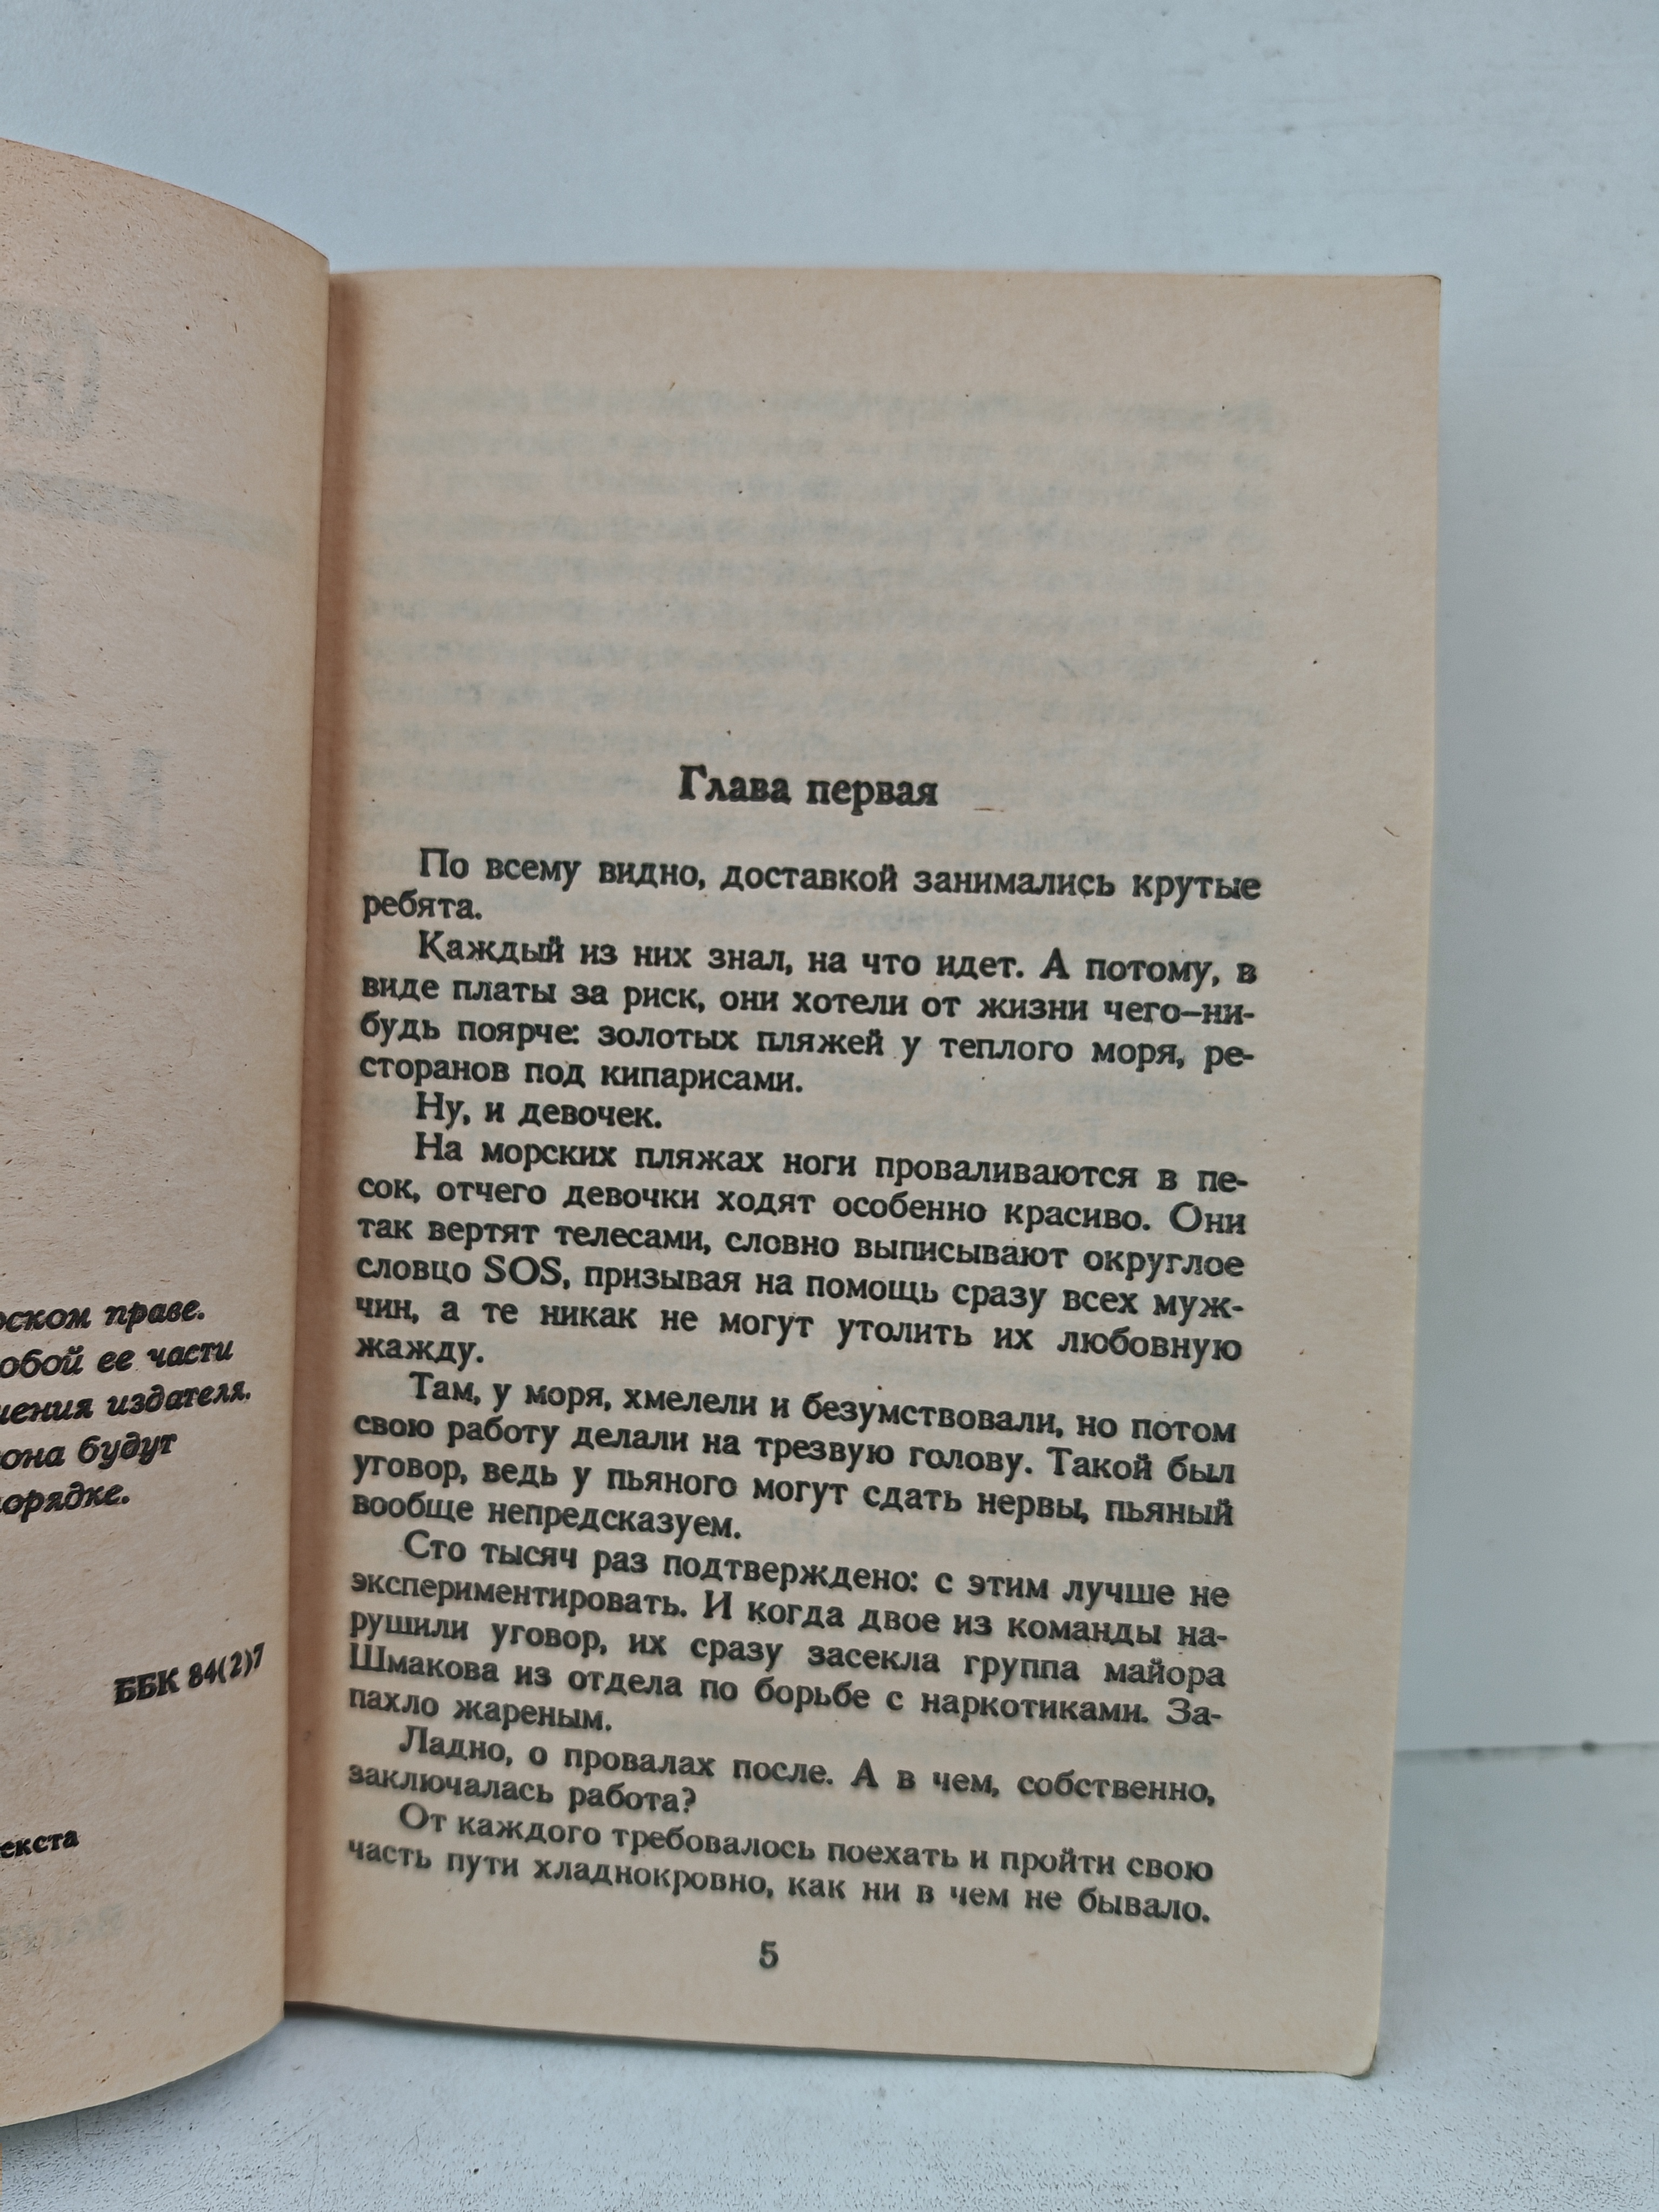 ском праве.
обой ее части
ения издателя.
она будут
орядке.
ББК 84(2)7
екста
Глава первая
По всему видно, доставкой занимались крутые
ребята.
Каждый из них знал, на что идет. А потому, в
виде платы за риск, они хотели от жизни чего–ни-
будь поярче: золотых пляжей у теплого моря, ре-
сторанов под кипарисами.
Ну, и девочек.
На морских пляжах ноги проваливаются в пе-
сок, отчего девочки ходят особенно красиво. Они
так вертят телесами, словно выписывают округлое
словцо SOS, призывая на помощь сразу всех муж-
чин, а те никак не могут утолить их любовную
жажду.
Там, у моря, хмелели и безумствовали, но потом
свою работу делали на трезвую голову. Такой был
уговор, ведь у пьяного могут сдать нервы, пьяный
вообще непредсказуем.
Сто тысяч раз подтверждено: с этим лучше не
экспериментировать. И когда двое из команды на-
рушили уговор, их сразу засекла группа майора
Шмакова из отдела по борьбе с наркотиками. За-
пахло жареным.
Ладно, о провалах после. А в чем, собственно,
заключалась работа?
От каждого требовалось поехать и пройти свою
часть пути хладнокровно, как ни в чем не бывало.
5